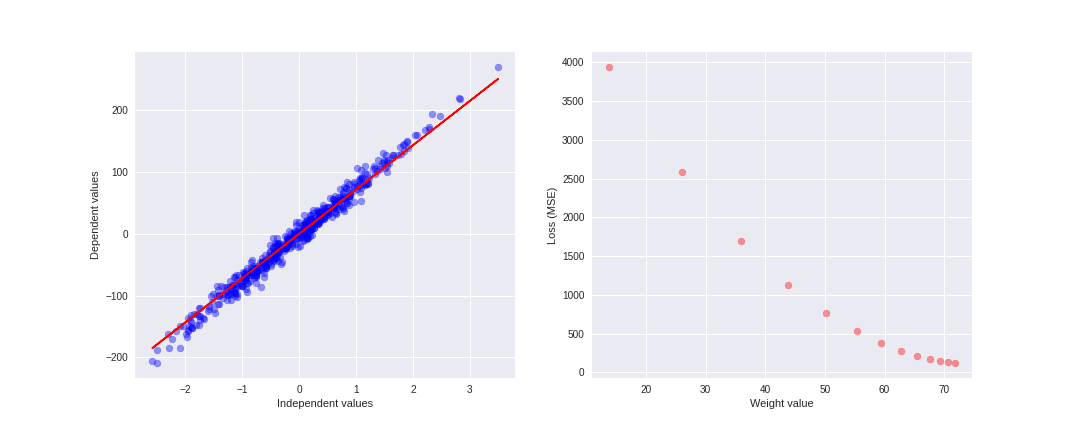 200
100
0
−100
−200
Dependent values
−2 −1 0 1 2 3
Independent values
4000
3500
3000
2500
2000
1500
1000
500
0
Loss (MSE)
20 30 40 50 60 70
Weight value